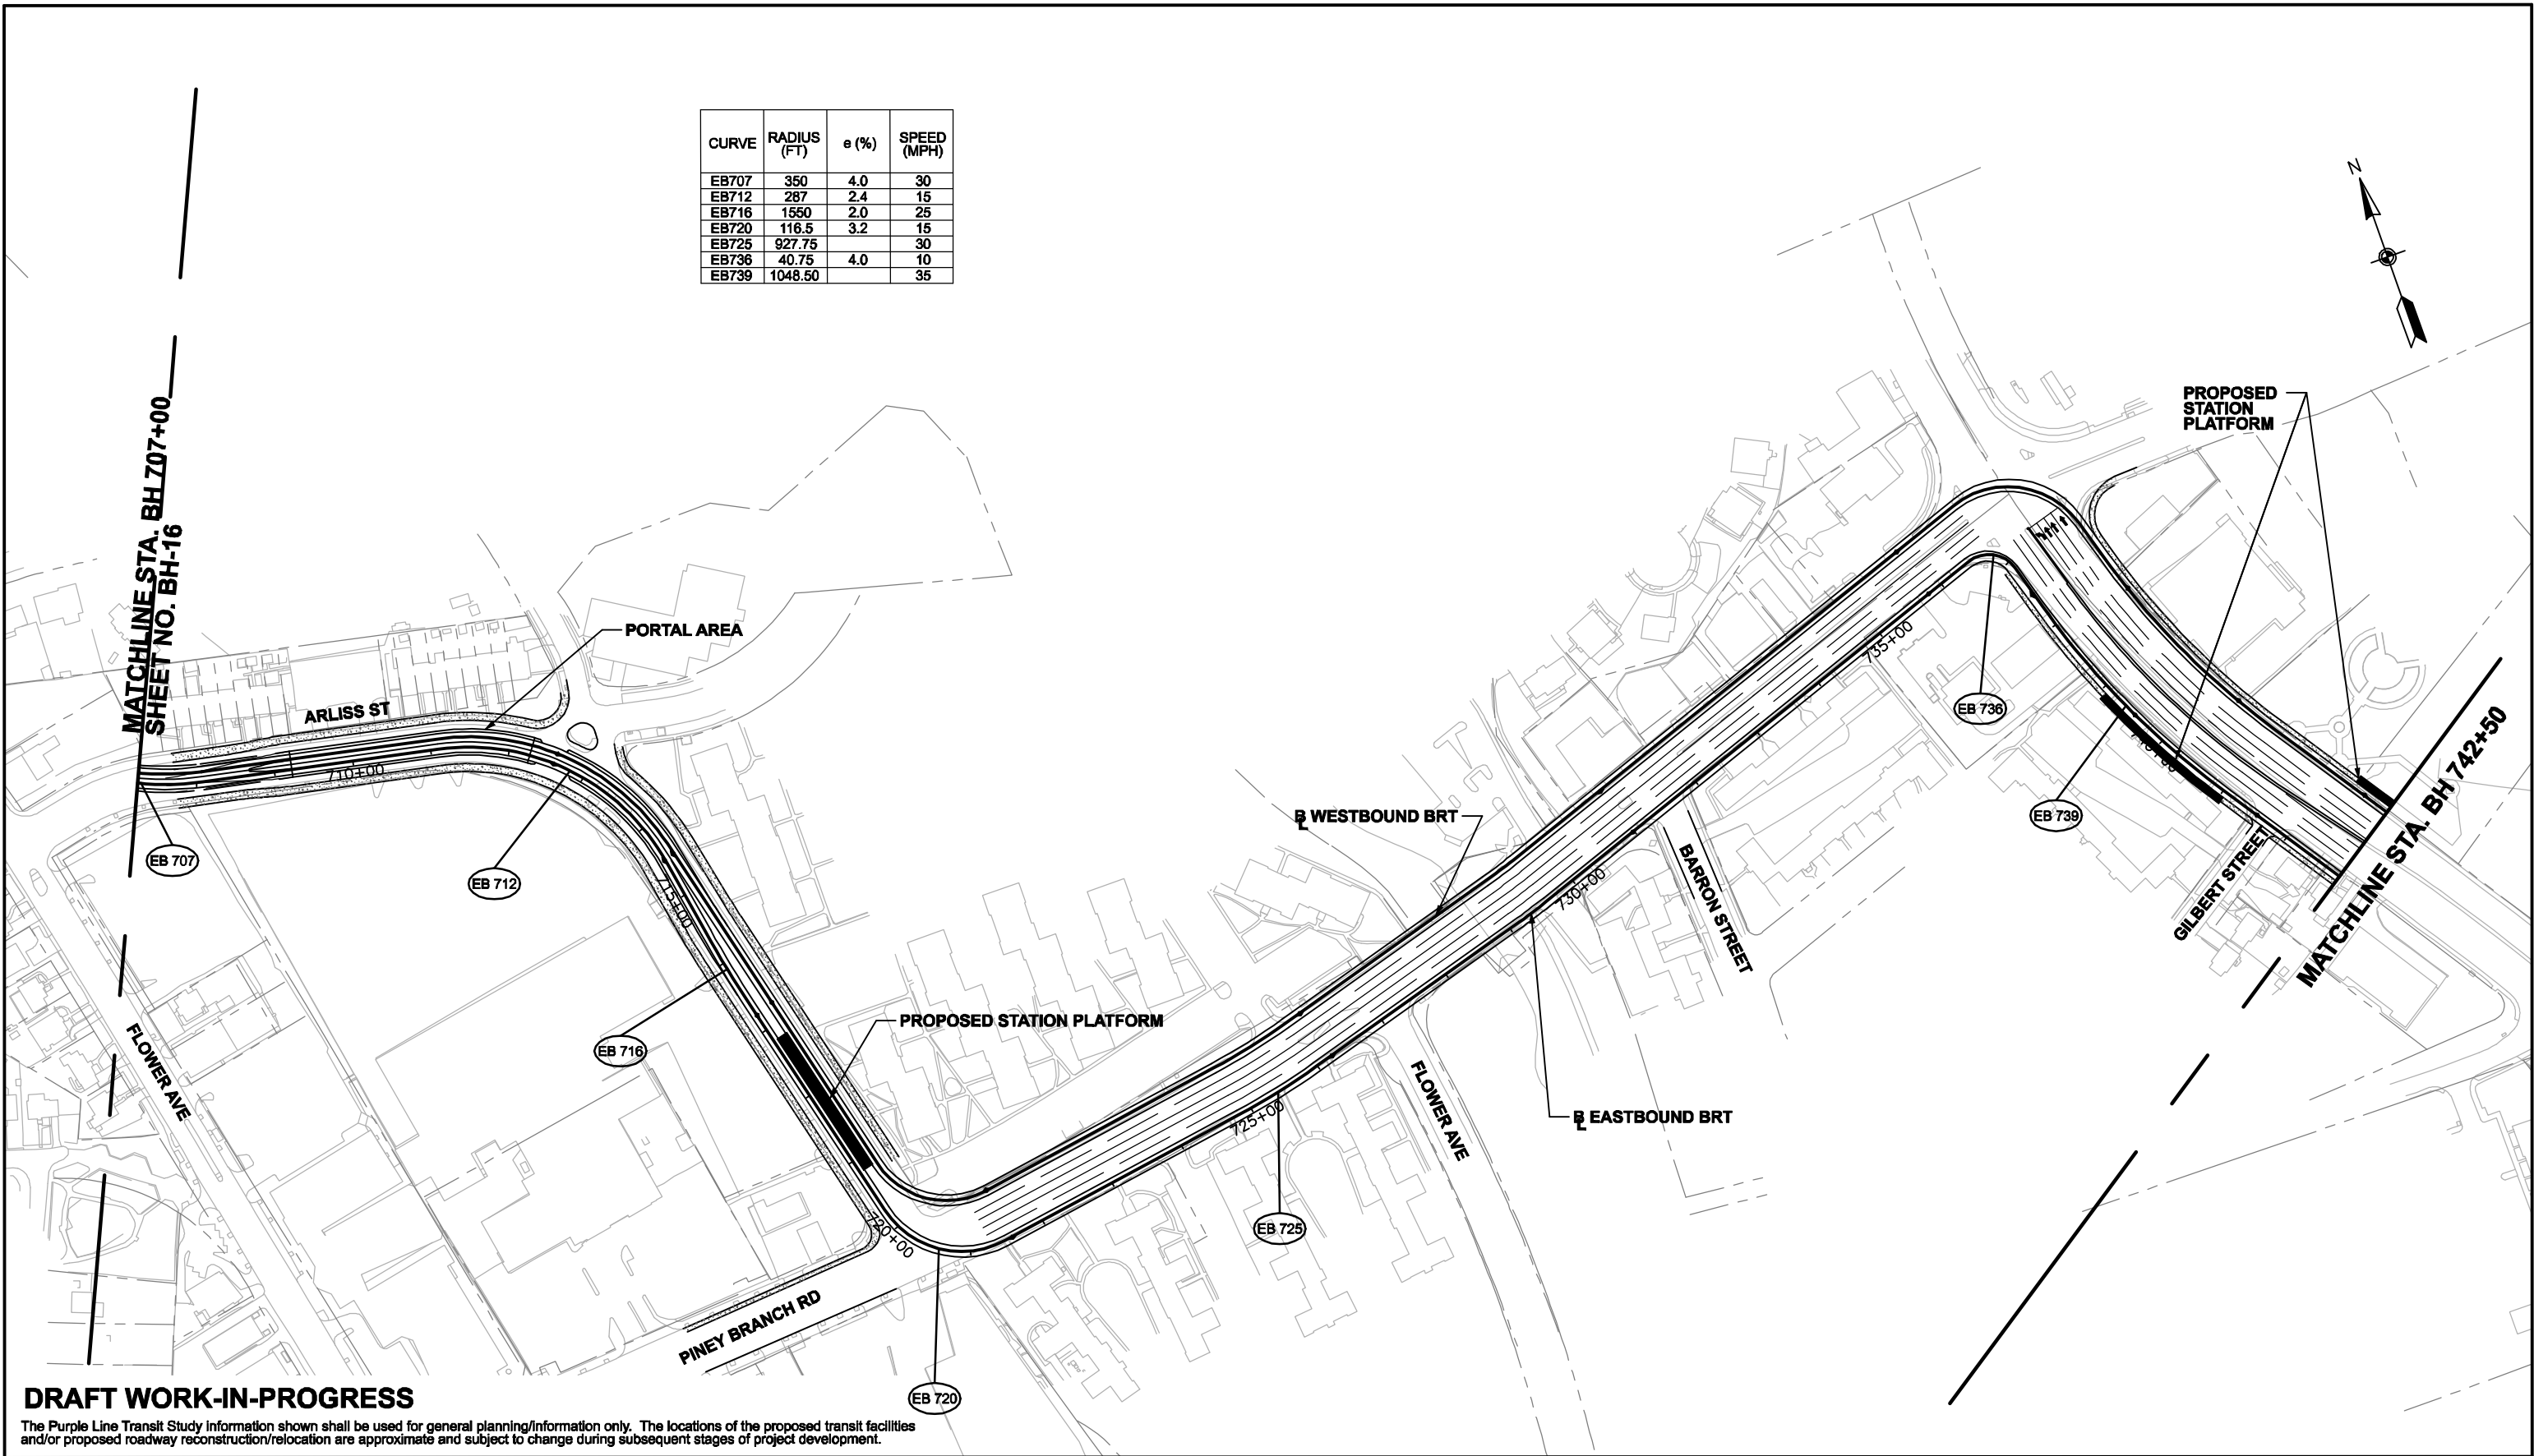 CURVE RADIUS (FT) e (%) SPEED (MPH)
EB707 350 4.0 30
EB712 287 2.4 15
EB716 1550 2.0 25
EB720 116.5 3.2 15
EB725 927.75 30
EB736 40.75 4.0 10
EB739 1048.50 35
N
PROPOSED
STATION
PLATFORM
MATCHLINE STA. BH 707+00
SHEET NO. BH-16
PORTAL AREA
ARLISS ST
710+00
EB 707
EB 712
715+00
EB 716
PROPOSED STATION PLATFORM
FLOWER AVE
720+00
PINEY BRANCH RD
EB 720
725+00
EB 725
BL WESTBOUND BRT
BL EASTBOUND BRT
FLOWER AVE
730+00
BARRON STREET
735+00
EB 736
EB 739
740+00
GILBERT STREET
MATCHLINE STA. BH 742+50
DRAFT WORK-IN-PROGRESS
The Purple Line Transit Study information shown shall be used for general planning/information only. The locations of the proposed transit facilities
and/or proposed roadway reconstruction/relocation are approximate and subject to change during subsequent stages of project development.